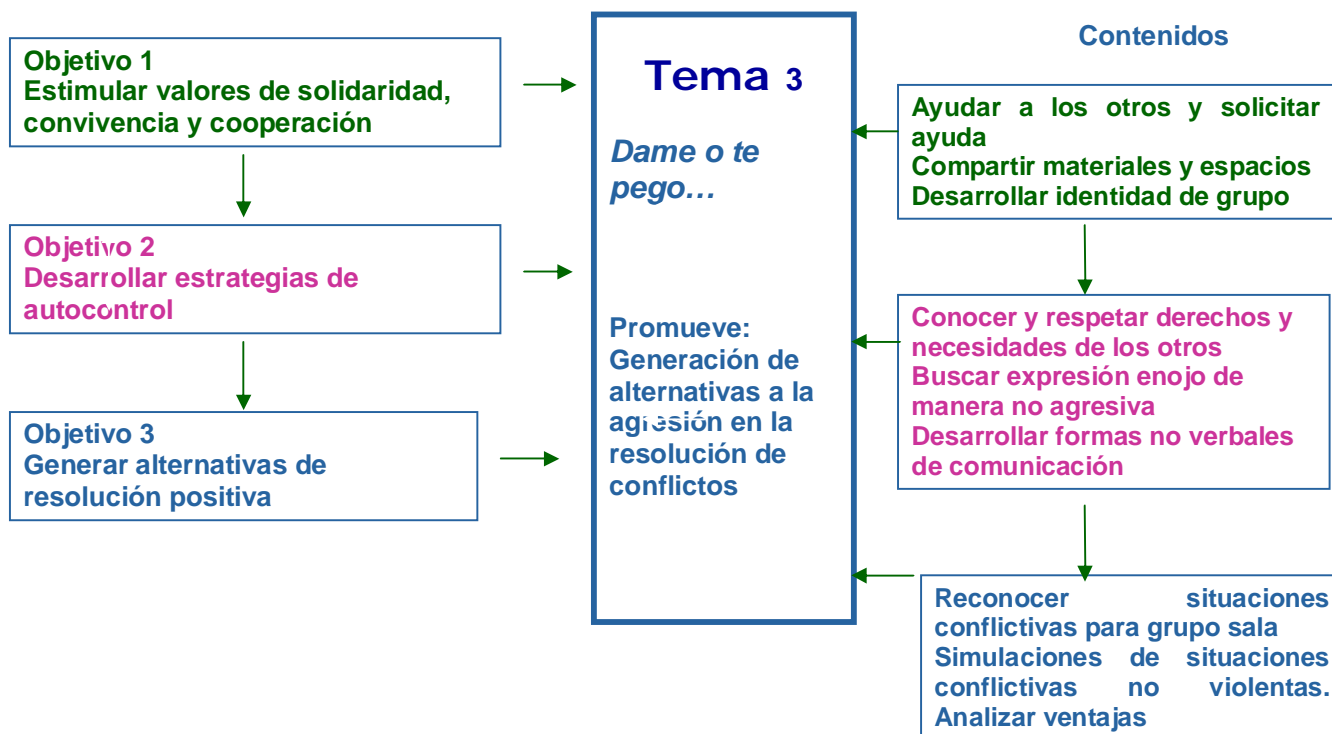 Objetivo 1
Estimular valores de solidaridad,
convivencia y cooperación
Objetivo 2
Desarrollar estrategias de
autocontrol
Objetivo 3
Generar alternativas de
resolución positiva
Tema 3
Dame o te
pego…
Promueve:
Generación de
alternativas a la
agresión en la
resolución de
conflictos
Contenidos
Ayudar a los otros y solicitar
ayuda
Compartir materiales y espacios
Desarrollar identidad de grupo
Conocer y respetar derechos y
necesidades de los otros
Buscar expresión enojo de
manera no agresiva
Desarrollar formas no verbales
de comunicación
Reconocer situaciones
conflictivas para grupo sala
Simulaciones de situaciones
conflictivas no violentas.
Analizar ventajas